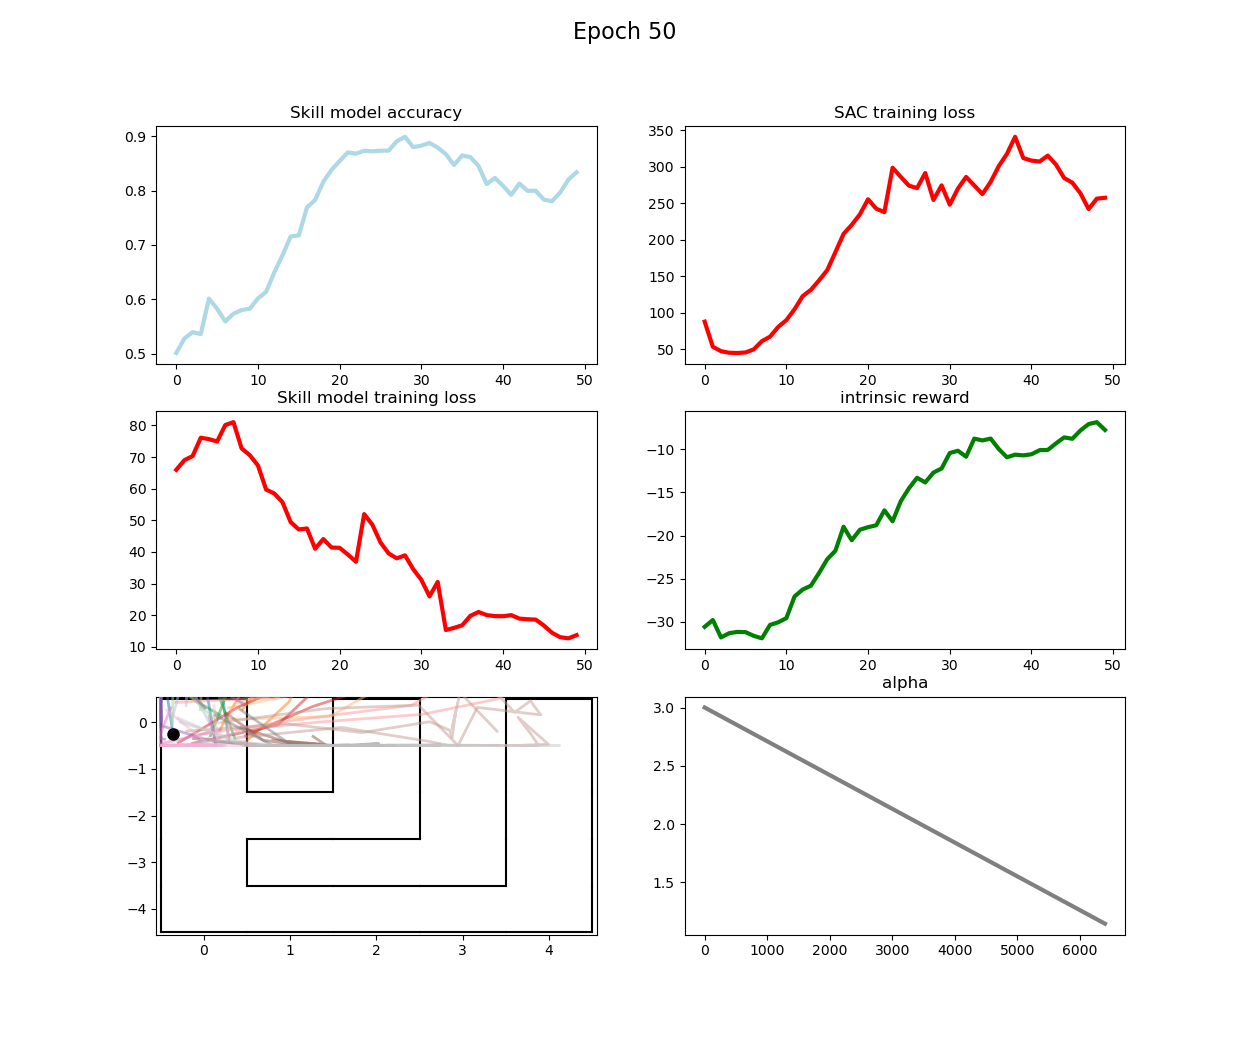 Epoch 50
Skill model accuracy
0.9
0.8
0.7
0.6
0.5
0 10 20 30 40 50
SAC training loss
350
300
250
200
150
100
50
0 10 20 30 40 50
Skill model training loss
80
70
60
50
40
30
20
10
0 10 20 30 40 50
intrinsic reward
−10
−15
−20
−25
−30
0 10 20 30 40 50
0
−1
−2
−3
−4
0 1 2 3 4
alpha
3.0
2.5
2.0
1.5
0 1000 2000 3000 4000 5000 6000